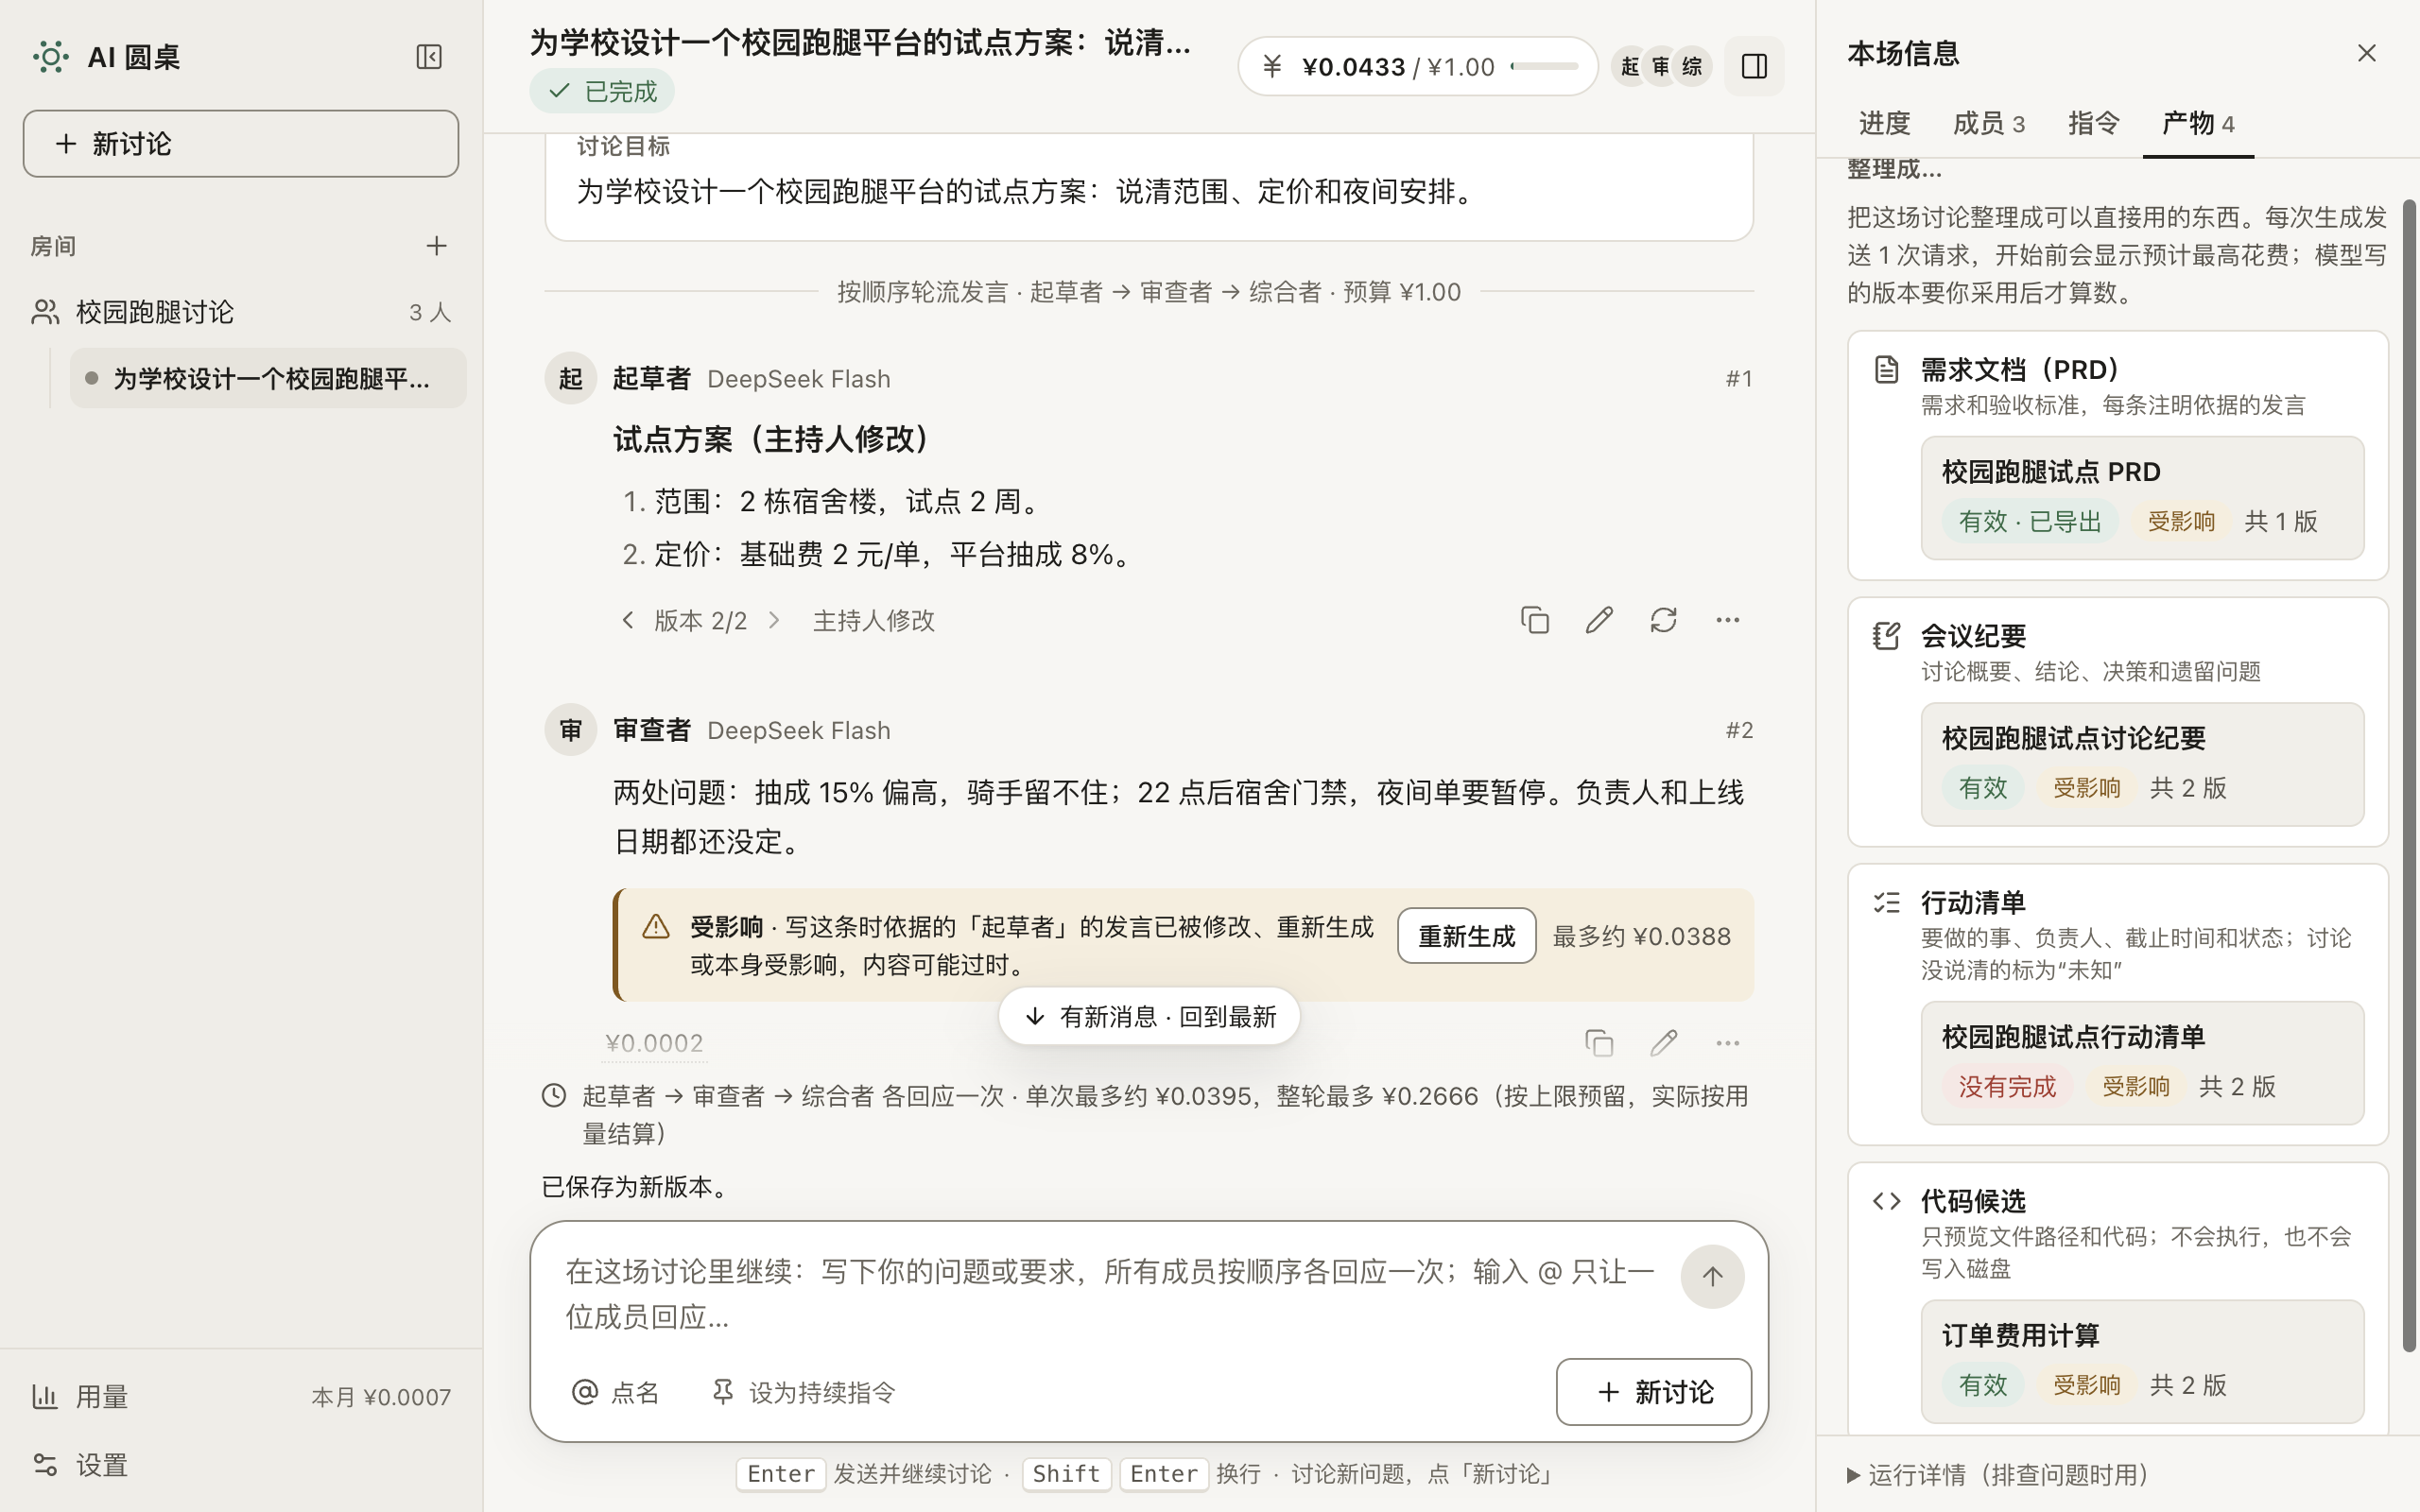 AI 圆桌
新讨论
房间
校园跑腿讨论 3 人
为学校设计一个校园跑腿平...
用量 本月 ¥0.0007
设置
为学校设计一个校园跑腿平台的试点方案：说清...
已完成
¥0.0433 / ¥1.00
起 审 综
讨论目标
为学校设计一个校园跑腿平台的试点方案：说清范围、定价和夜间安排。
按顺序轮流发言 · 起草者 → 审查者 → 综合者 · 预算 ¥1.00
起 起草者 DeepSeek Flash #1
试点方案（主持人修改）
1. 范围：2 栋宿舍楼，试点 2 周。
2. 定价：基础费 2 元/单，平台抽成 8%。
版本 2/2 主持人修改
审 审查者 DeepSeek Flash #2
两处问题：抽成 15% 偏高，骑手留不住；22 点后宿舍门禁，夜间单要暂停。负责人和上线
日期都还没定。
受影响 · 写这条时依据的「起草者」的发言已被修改、重新生成
或本身受影响，内容可能过时。
重新生成 最多约 ¥0.0388
有新消息 · 回到最新
¥0.0002
起草者 → 审查者 → 综合者 各回应一次 · 单次最多约 ¥0.0395，整轮最多 ¥0.2666（按上限预留，实际按用
量结算）
已保存为新版本。
在这场讨论里继续：写下你的问题或要求，所有成员按顺序各回应一次；输入 @ 只让一
位成员回应...
点名 设为持续指令 新讨论
Enter 发送并继续讨论 · Shift Enter 换行 · 讨论新问题，点「新讨论」
本场信息
进度 成员 3 指令 产物 4
整理成...
把这场讨论整理成可以直接用的东西。每次生成发
送 1 次请求，开始前会显示预计最高花费；模型写
的版本要你采用后才算数。
需求文档（PRD）
需求和验收标准，每条注明依据的发言
校园跑腿试点 PRD
有效 · 已导出 受影响 共 1 版
会议纪要
讨论概要、结论、决策和遗留问题
校园跑腿试点讨论纪要
有效 受影响 共 2 版
行动清单
要做的事、负责人、截止时间和状态；讨论
没说清的标为“未知”
校园跑腿试点行动清单
没有完成 受影响 共 2 版
代码候选
只预览文件路径和代码；不会执行，也不会
写入磁盘
订单费用计算
有效 受影响 共 2 版
运行详情（排查问题时用）